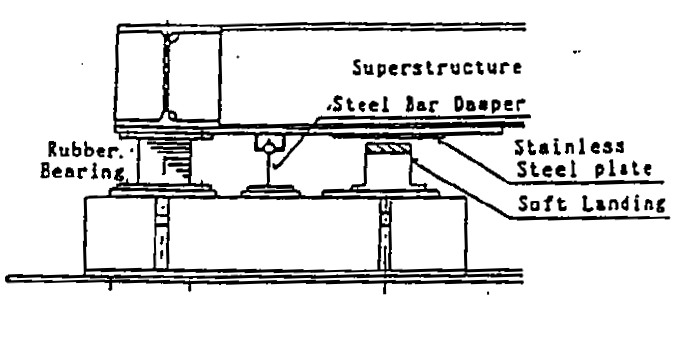 Superstructure
Steel Bar Damper
Rubber.
Bearing
Stainless
Steel plate
Soft Landing